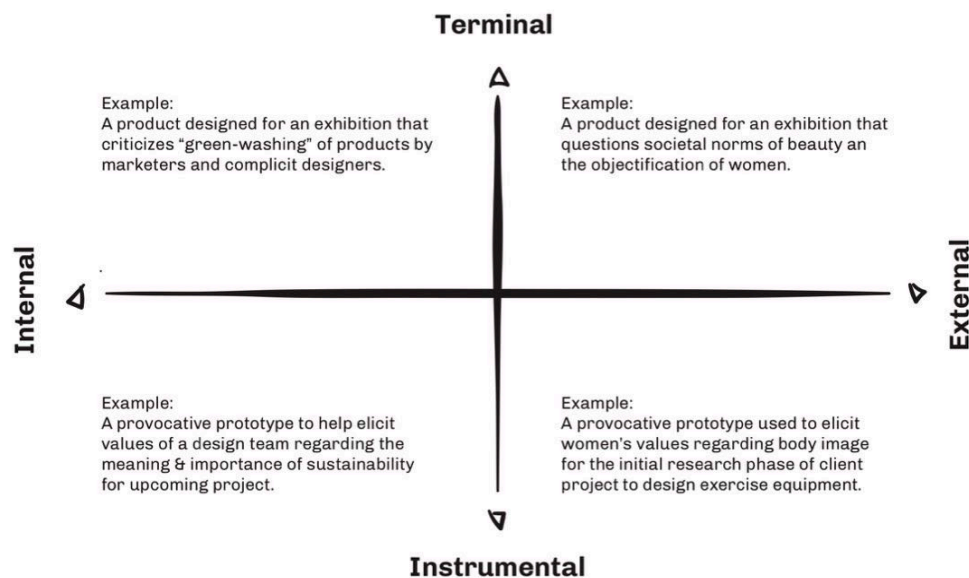 Terminal
Example:
A product designed for an exhibition that
criticizes “green-washing” of products by
marketers and complicit designers.
Example:
A product designed for an exhibition that
questions societal norms of beauty an
the objectification of women.
Internal
External
Example:
A provocative prototype to help elicit
values of a design team regarding the
meaning & importance of sustainability
for upcoming project.
Example:
A provocative prototype used to elicit
women’s values regarding body image
for the initial research phase of client
project to design exercise equipment.
Instrumental